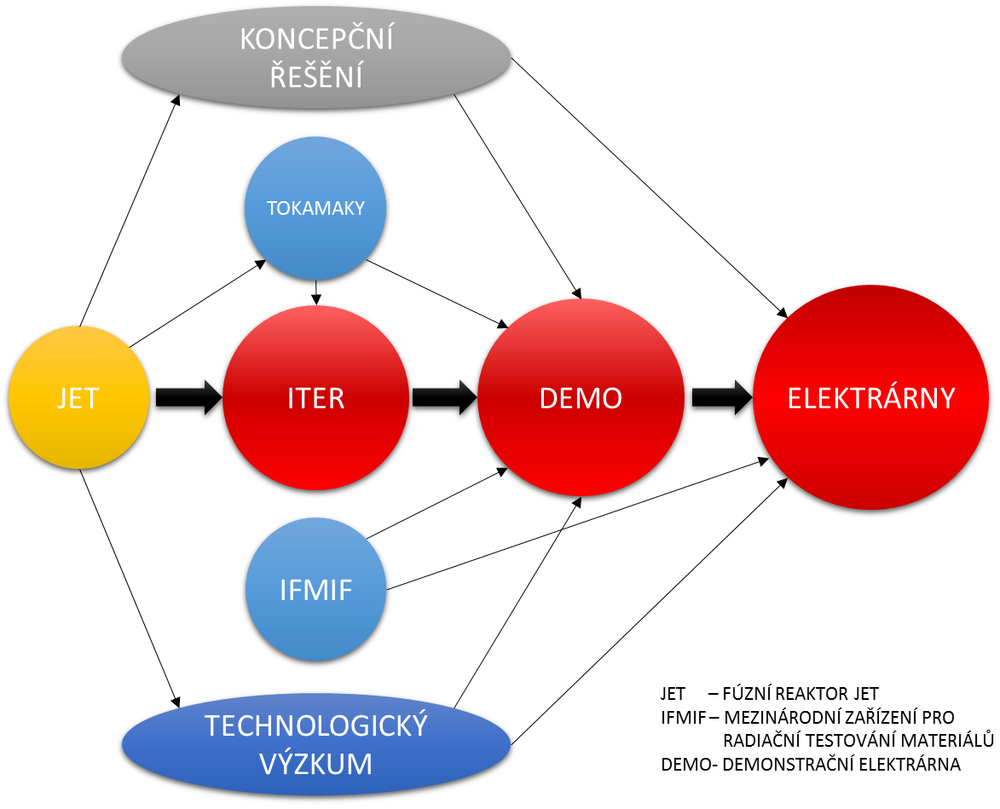 KONCEPČNÍ
ŘEŠĚNÍ
TOKAMAKY
JET
ITER
DEMO
ELEKTRÁRNY
IFMIF
TECHNOLOGICKÝ
VÝZKUM
JET – FÚZNÍ REAKTOR JET
IFMIF – MEZINÁRODNÍ ZAŘÍZENÍ PRO
RADIAČNÍ TESTOVÁNÍ MATERIÁLŮ
DEMO- DEMONSTRAČNÍ ELEKTRÁRNA